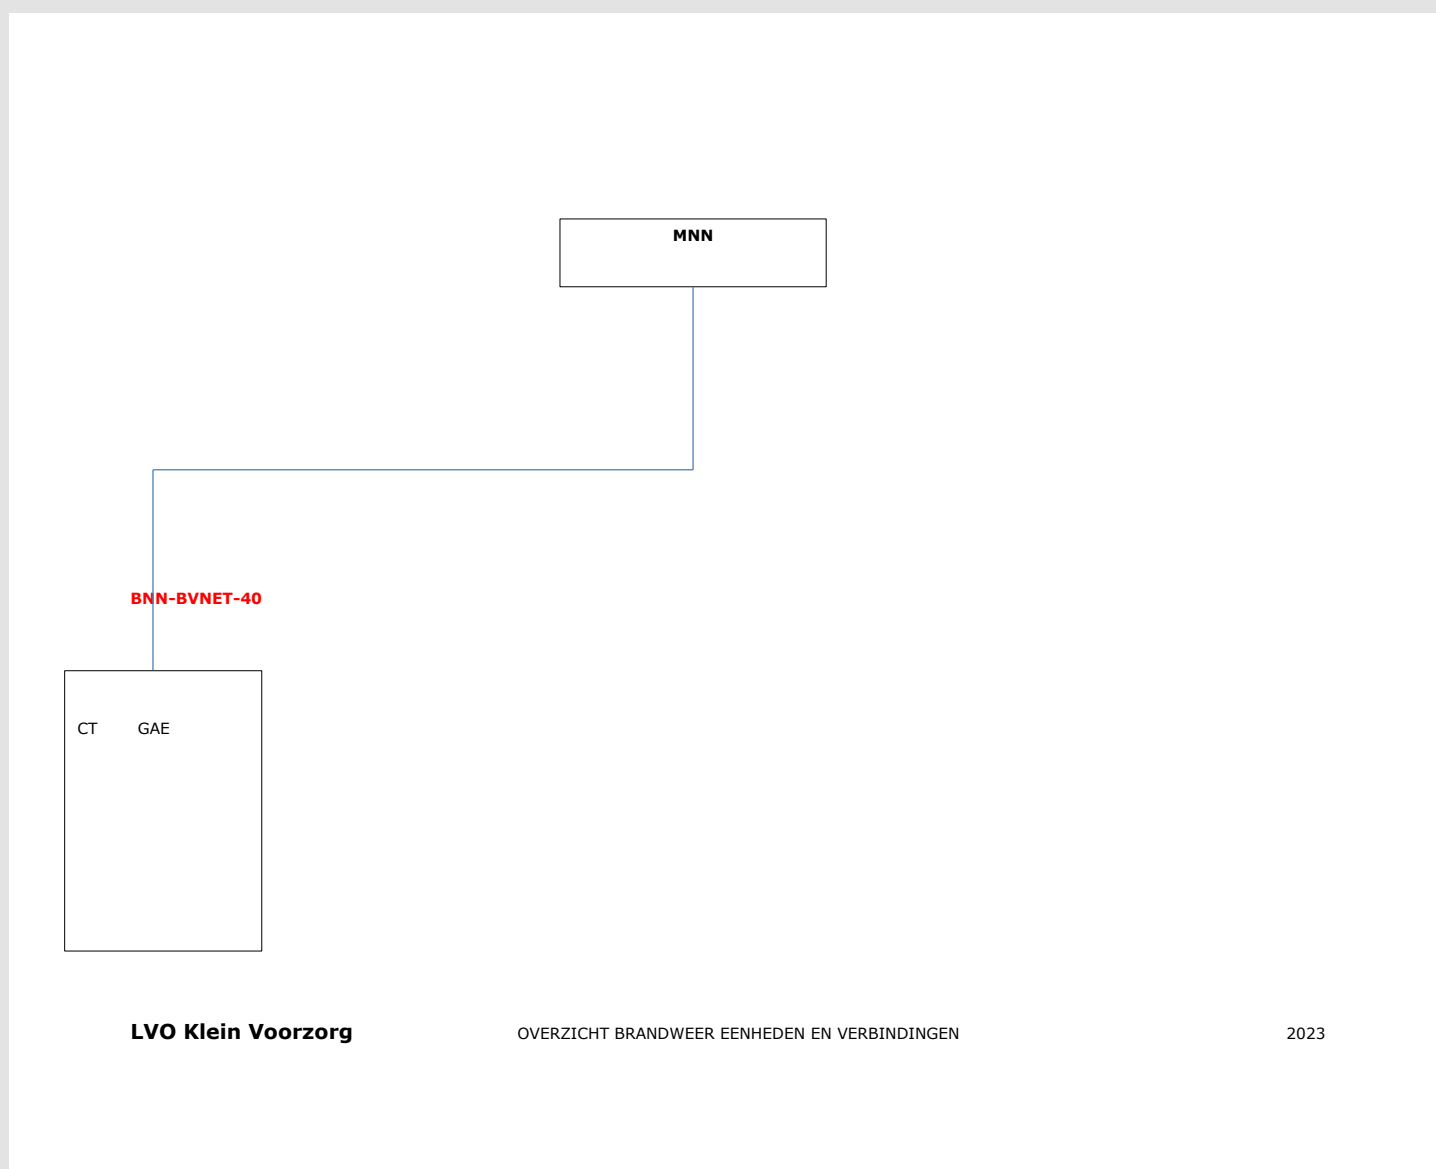 MNN
BNN-BVNET-40
CT GAE
LVO Klein Voorzorg OVERZICHT BRANDWEER EENHEDEN EN VERBINDINGEN 2023